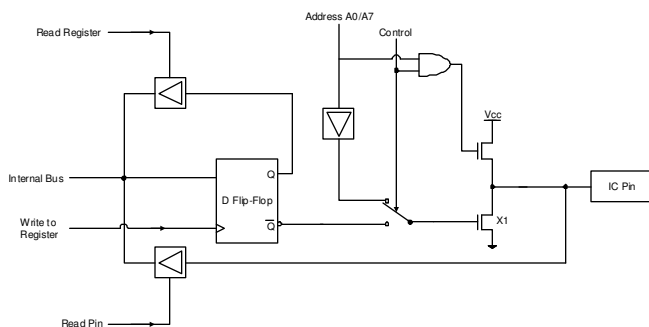 Address A0/A7
Read Register
Control
Vcc
Internal Bus
Q
D Flip-Flop
IC Pin
Write to
Register
Q
X1
Read Pin